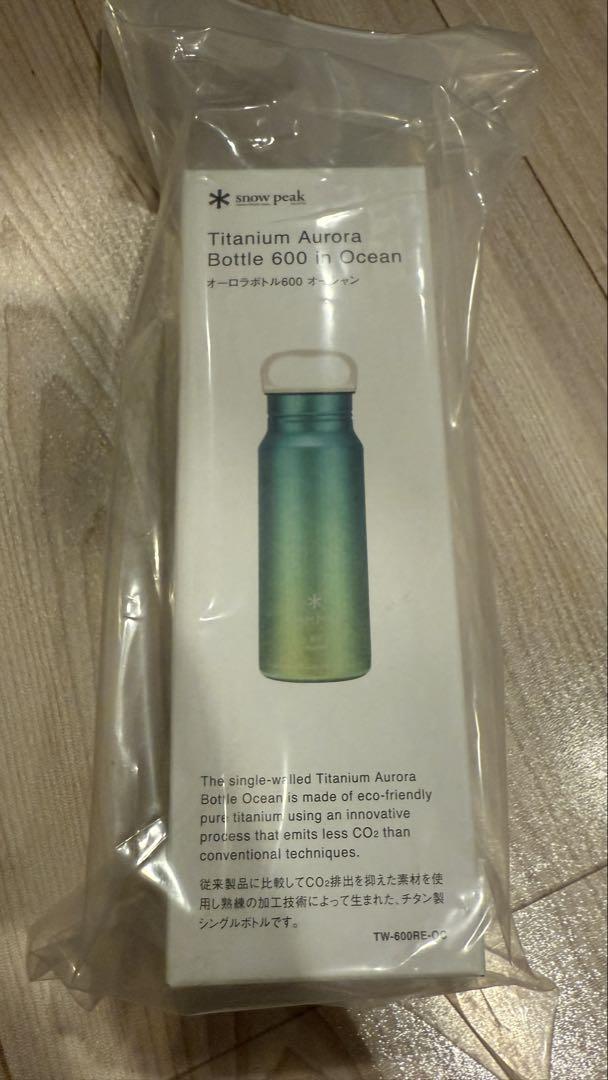 snow peak
Titanium Aurora
Bottle 600 in Ocean
オーロラボトル600 オーシャン
The single-walled Titanium Aurora
Bottle Ocean is made of eco-friendly
pure titanium using an innovative
process that emits less CO2 than
conventional techniques.
従来製品に比較してCO2排出を抑えた素材を使
用し熟練の加工技術によって生まれた、チタン製
シングルボトルです。
TW-600RE-OC